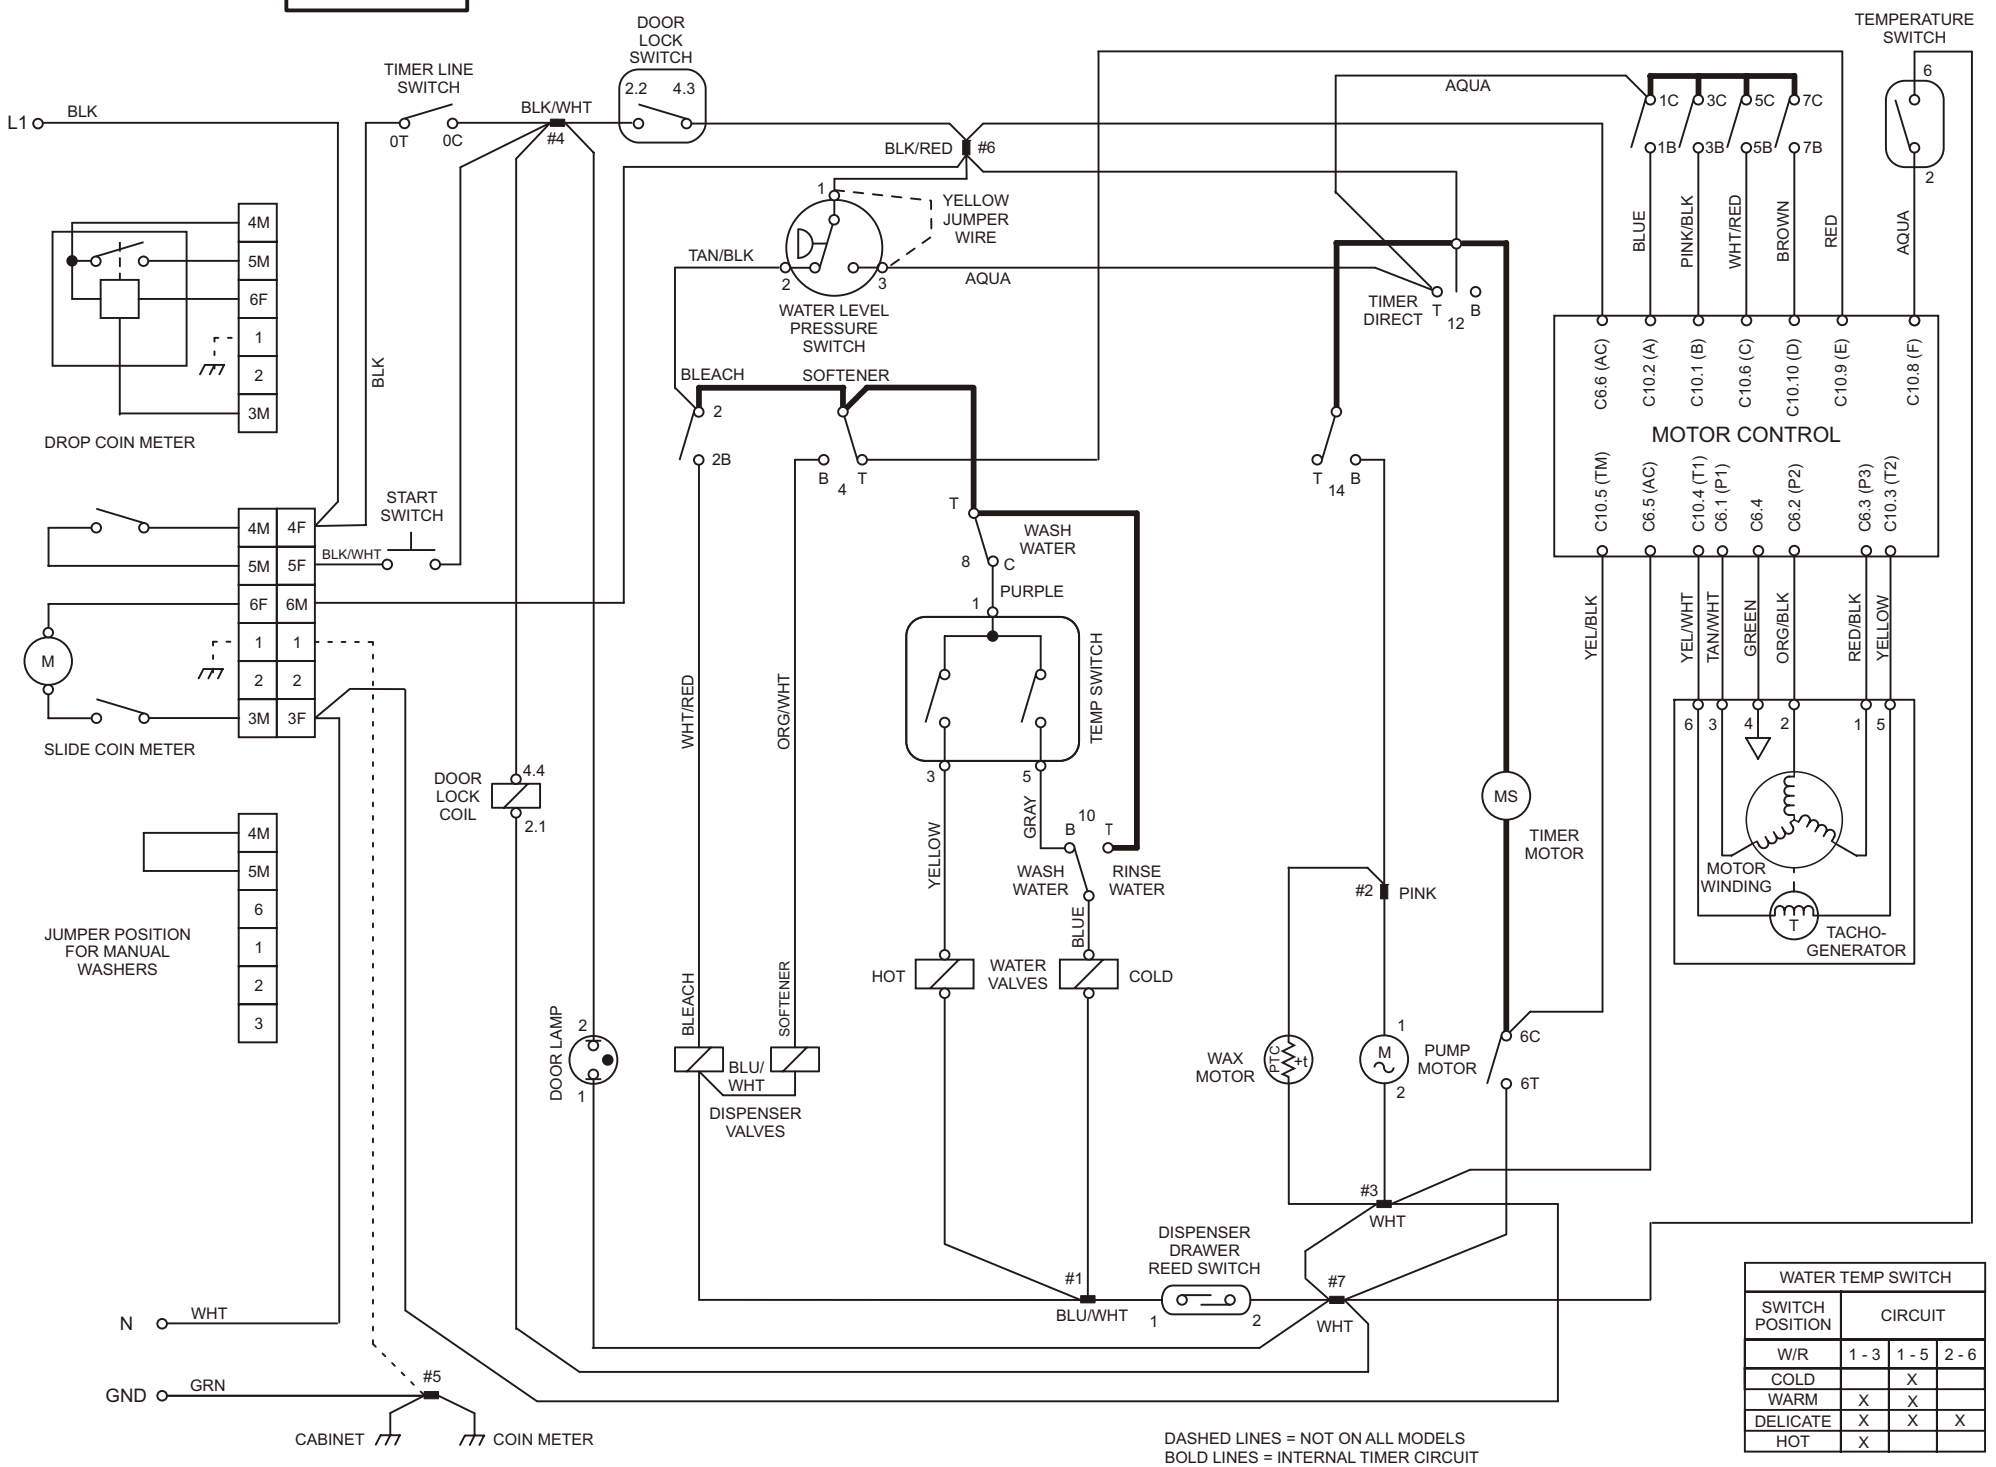 DOOR
LOCK
SWITCH
2.2 4.3
TEMPERATURE
SWITCH
6
2
TIMER LINE
SWITCH
0T 0C
BLK/WHT
#4
L1
BLK
BLK/RED
#6
AQUA
1C 3C 5C 7C
1B 3B 5B 7B
BLUE
PINK/BLK
WHT/RED
BROWN
RED
AQUA
1
YELLOW
JUMPER
WIRE
TAN/BLK
2
3
AQUA
WATER LEVEL
PRESSURE
SWITCH
TIMER
DIRECT
T 12 B
4M
5M
6F
1
2
3M
DROP COIN METER
BLK
BLEACH
SOFTENER
2
2B
B 4 T
T 14 B
C6.6 (AC)
C10.2 (A)
C10.1 (B)
C10.6 (C)
C10.10 (D)
C10.9 (E)
C10.8 (F)
MOTOR CONTROL
C10.5 (TM)
C6.5 (AC)
C10.4 (T1)
C6.1 (P1)
C6.4
C6.2 (P2)
C6.3 (P3)
C10.3 (T2)
START
SWITCH
BLK/WHT
4M 4F
5M 5F
6F 6M
1 1
2 2
3M 3F
M
SLIDE COIN METER
T
WASH
WATER
8 C
PURPLE
1
TEMP SWITCH
3
5
YEL/BLK
YEL/WHT
TAN/WHT
GREEN
ORG/BLK
RED/BLK
YELLOW
6 3 4 2 1 5
MOTOR
WINDING
T
TACHO-
GENERATOR
WHT/RED
ORG/WHT
DOOR
LOCK
COIL
4.4
2.1
4M
5M
6
1
2
3
JUMPER POSITION
FOR MANUAL
WASHERS
YELLOW
GRAY
B 10 T
WASH
WATER
RINSE
WATER
BLUE
MS
TIMER
MOTOR
#2
PINK
HOT
WATER
VALVES
COLD
BLEACH
SOFTENER
DOOR LAMP
2
1
BLU/
WHT
DISPENSER
VALVES
WAX
MOTOR
PTC
+t
M
1
2
PUMP
MOTOR
6C
6T
#3
WHT
DISPENSER
DRAWER
REED SWITCH
#1
BLU/WHT
1
2
#7
WHT
N
WHT
GND
GRN
#5
CABINET
COIN METER
WATER TEMP SWITCH
SWITCH
POSITION
CIRCUIT
W/R 1 - 3 1 - 5 2 - 6
COLD X
WARM X X
DELICATE X X X
HOT X
DASHED LINES = NOT ON ALL MODELS
BOLD LINES = INTERNAL TIMER CIRCUIT